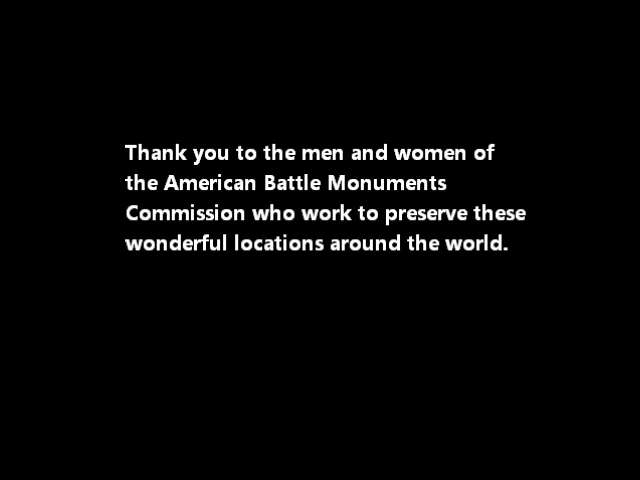 Thank you to the men and women of
the American Battle Monuments
Commission who work to preserve these
wonderful locations around the world.